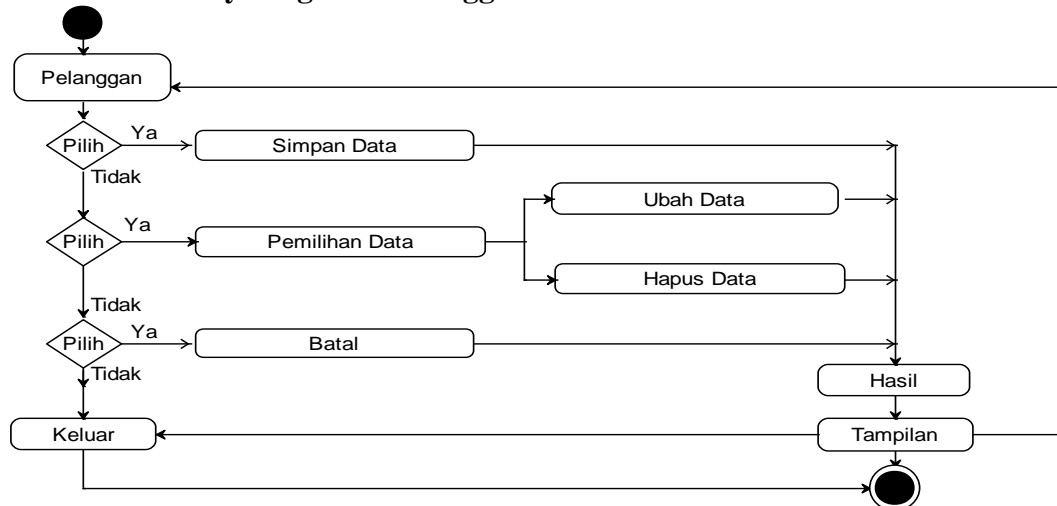 Pelanggan
Pilih
Ya
Simpan Data
Tidak
Ubah Data
Pilih
Ya
Pemilihan Data
Hapus Data
Tidak
Pilih
Ya
Batal
Tidak
Hasil
Keluar
Tampilan